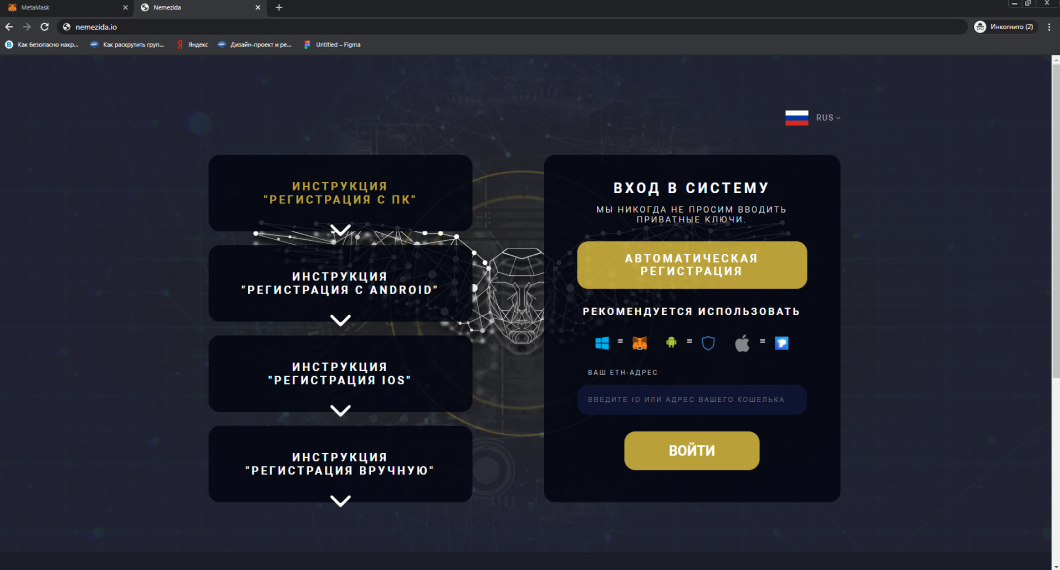 MetaMask
Nemezida
nemezida.io
Инкогнито (2)
Как безопасно накр...
Как раскрутить груп...
Яндекс
Дизайн-проект и ре...
Untitled – Figma
RUS
ИНСТРУКЦИЯ
"РЕГИСТРАЦИЯ С ПК"
ИНСТРУКЦИЯ
"РЕГИСТРАЦИЯ С ANDROID"
ИНСТРУКЦИЯ
"РЕГИСТРАЦИЯ IOS"
ИНСТРУКЦИЯ
"РЕГИСТРАЦИЯ ВРУЧНУЮ"
ВХОД В СИСТЕМУ
МЫ НИКОГДА НЕ ПРОСИМ ВВОДИТЬ
ПРИВАТНЫЕ КЛЮЧИ.
АВТОМАТИЧЕСКАЯ
РЕГИСТРАЦИЯ
РЕКОМЕНДУЕТСЯ ИСПОЛЬЗОВАТЬ
= = =
ВАШ ETH-АДРЕС
ВВЕДИТЕ ID ИЛИ АДРЕС ВАШЕГО КОШЕЛЬКА
ВОЙТИ